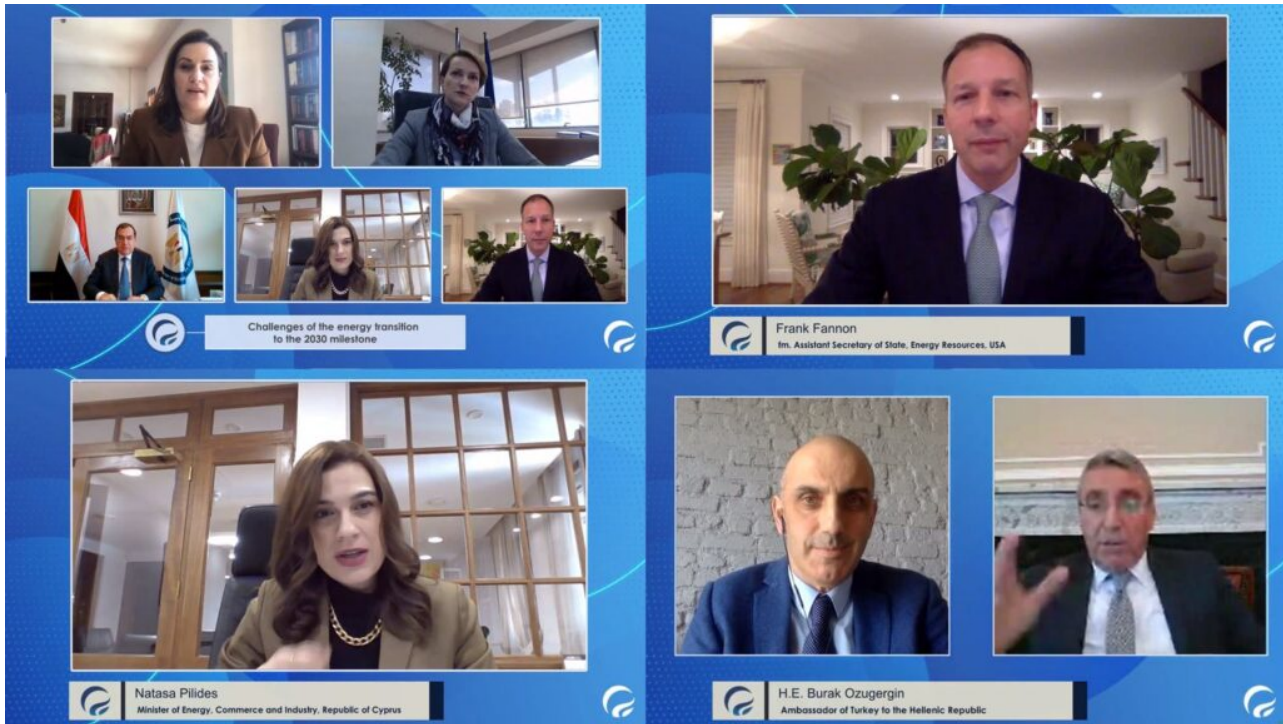 Challenges of the energy transition
to the 2030 milestone
Frank Fannon
fm. Assistant Secretary of State, Energy Resources, USA
Natasa Pilides
Minister of Energy, Commerce and Industry, Republic of Cyprus
H.E. Burak Ozugergin
Ambassador of Turkey to the Hellenic Republic